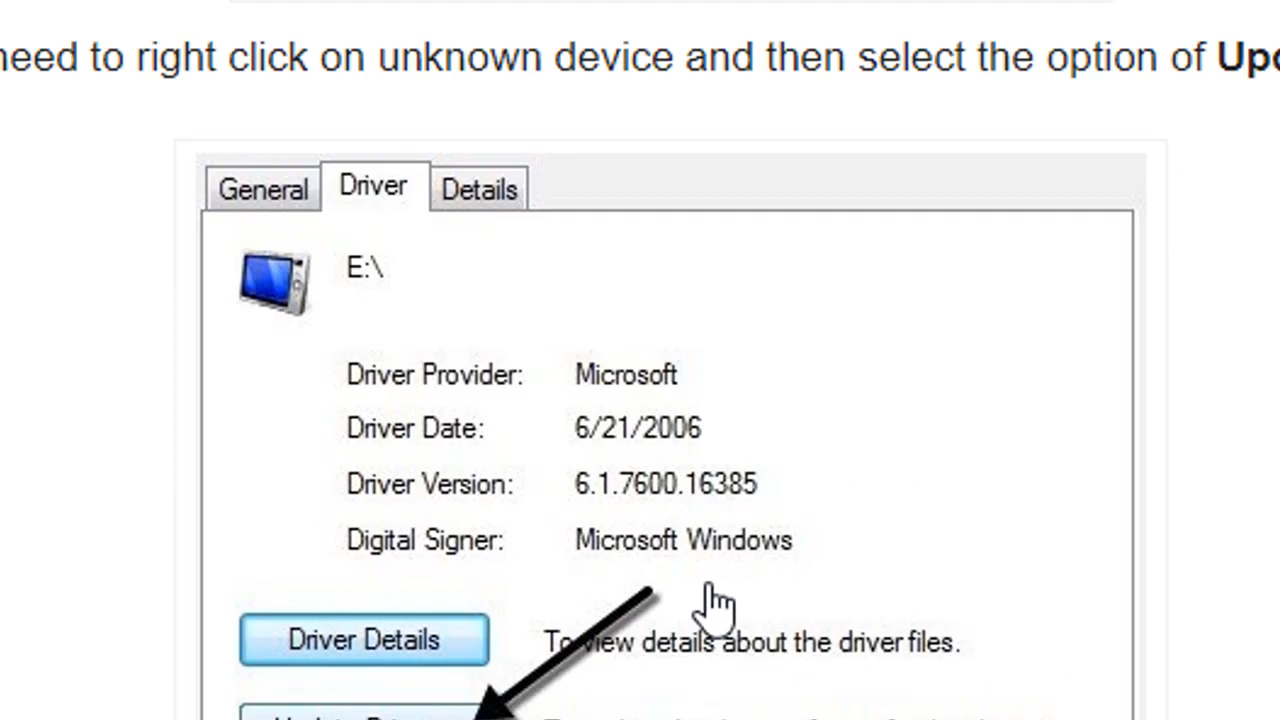 need to right click on unknown device and then select the option of
General Driver Details
E:\
Driver Provider: Microsoft
Driver Date: 6/21/2006
Driver Version: 6.1.7600.16385
Digital Signer: Microsoft Windows
Driver Details To view details about the driver files.